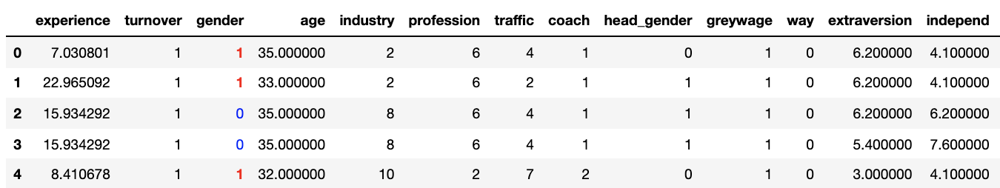 experience turnover gender age industry profession traffic coach head_gender greywage way extraversion independ
0 7.030801 1 1 35.000000 2 6 4 1 0 1 0 6.200000 4.100000
1 22.965092 1 1 33.000000 2 6 2 1 1 1 0 6.200000 4.100000
2 15.934292 1 0 35.000000 8 6 4 1 1 1 0 6.200000 6.200000
3 15.934292 1 0 35.000000 8 6 4 1 1 1 0 5.400000 7.600000
4 8.410678 1 1 32.000000 10 2 7 2 0 1 0 3.000000 4.100000